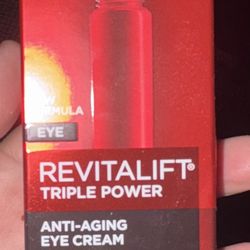 FORMULA
EYE
REVITALIFT®
TRIPLE POWER
ANTI-AGING
EYE CREAM